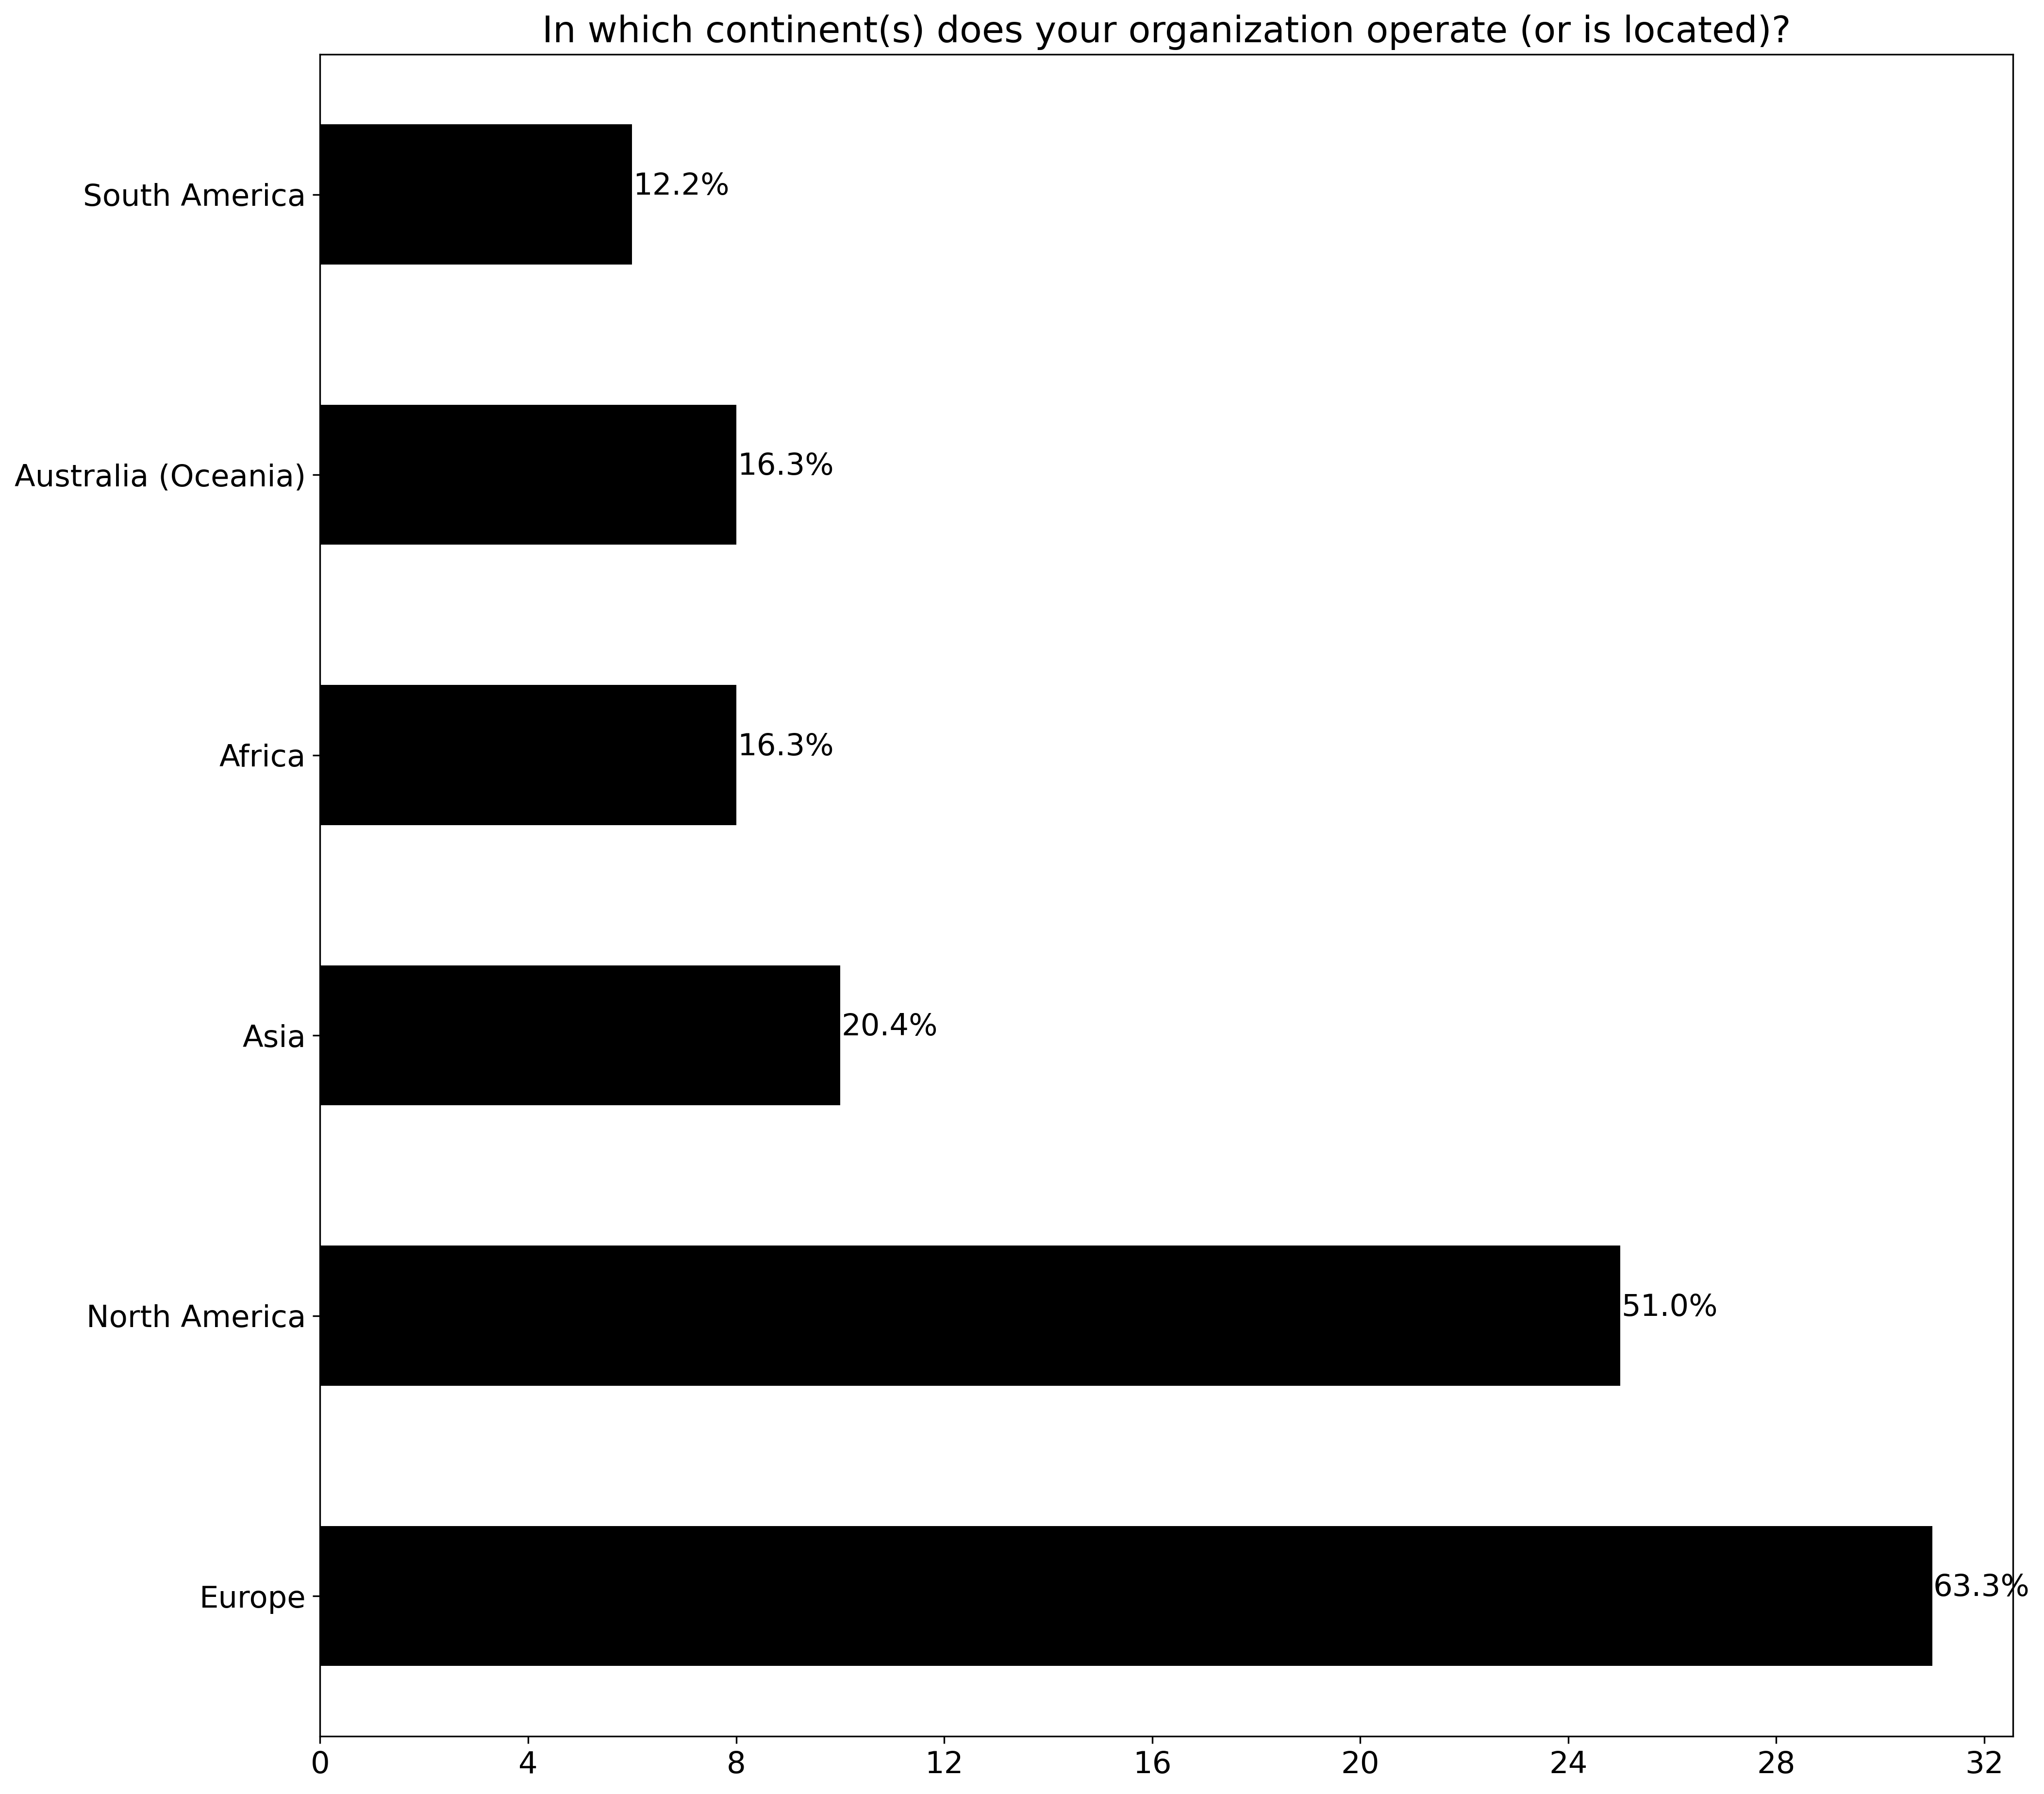 In which continent(s) does your organization operate (or is located)?
South America
12.2%
Australia (Oceania)
16.3%
Africa
16.3%
Asia
20.4%
North America
51.0%
Europe
63.3%
0 4 8 12 16 20 24 28 32